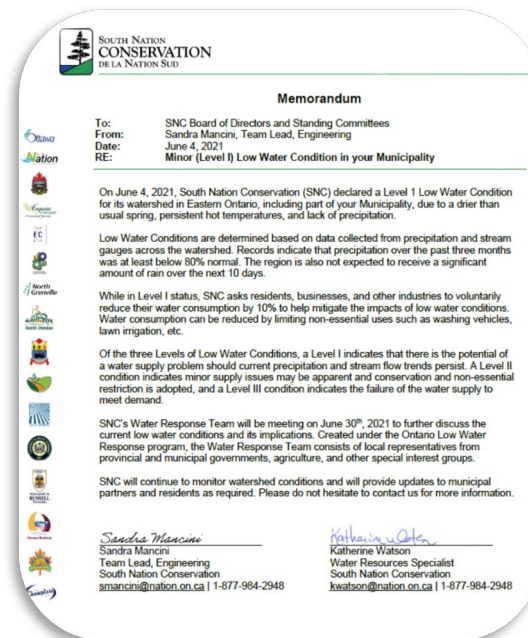 SOUTH NATION
CONSERVATION
DE LA NATION SUD
Memorandum
To: SNC Board of Directors and Standing Committees
From: Sandra Mancini, Team Lead, Engineering
Date: June 4, 2021
RE: Minor (Level I) Low Water Condition in your Municipality
On June 4, 2021, South Nation Conservation (SNC) declared a Level 1 Low Water Condition
for its watershed in Eastern Ontario, including part of your Municipality, due to a drier than
usual spring, persistent hot temperatures, and lack of precipitation.
Low Water Conditions are determined based on data collected from precipitation and stream
gauges across the watershed. Records indicate that precipitation over the past three months
was at least below 80% normal. The region is also not expected to receive a significant
amount of rain over the next 10 days.
While in Level I status, SNC asks residents, businesses, and other industries to voluntarily
reduce their water consumption by 10% to help mitigate the impacts of low water conditions.
Water consumption can be reduced by limiting non-essential uses such as washing vehicles,
lawn irrigation, etc.
Of the three Levels of Low Water Conditions, a Level I indicates that there is the potential of
a water supply problem should current precipitation and stream flow trends persist. A Level II
condition indicates minor supply issues may be apparent and conservation and non-essential
restriction is adopted, and a Level III condition indicates the failure of the water supply to
meet demand.
SNC's Water Response Team will be meeting on June 30th, 2021 to further discuss the
current low water conditions and its implications. Created under the Ontario Low Water
Response program, the Water Response Team consists of local representatives from
provincial and municipal governments, agriculture, and other special interest groups.
SNC will continue to monitor watershed conditions and will provide updates to municipal
partners and residents as required. Please do not hesitate to contact us for more information.
Sandra Mancini
Sandra Mancini
Team Lead, Engineering
South Nation Conservation
smancini@nation.on.ca | 1-877-984-2948
Katherine Watson
Water Resources Specialist
South Nation Conservation
kwatson@nation.on.ca | 1-877-984-2948
Ottawa
Nation
EC
North
Grenville
North Dundas
RUSSELL
Champlain